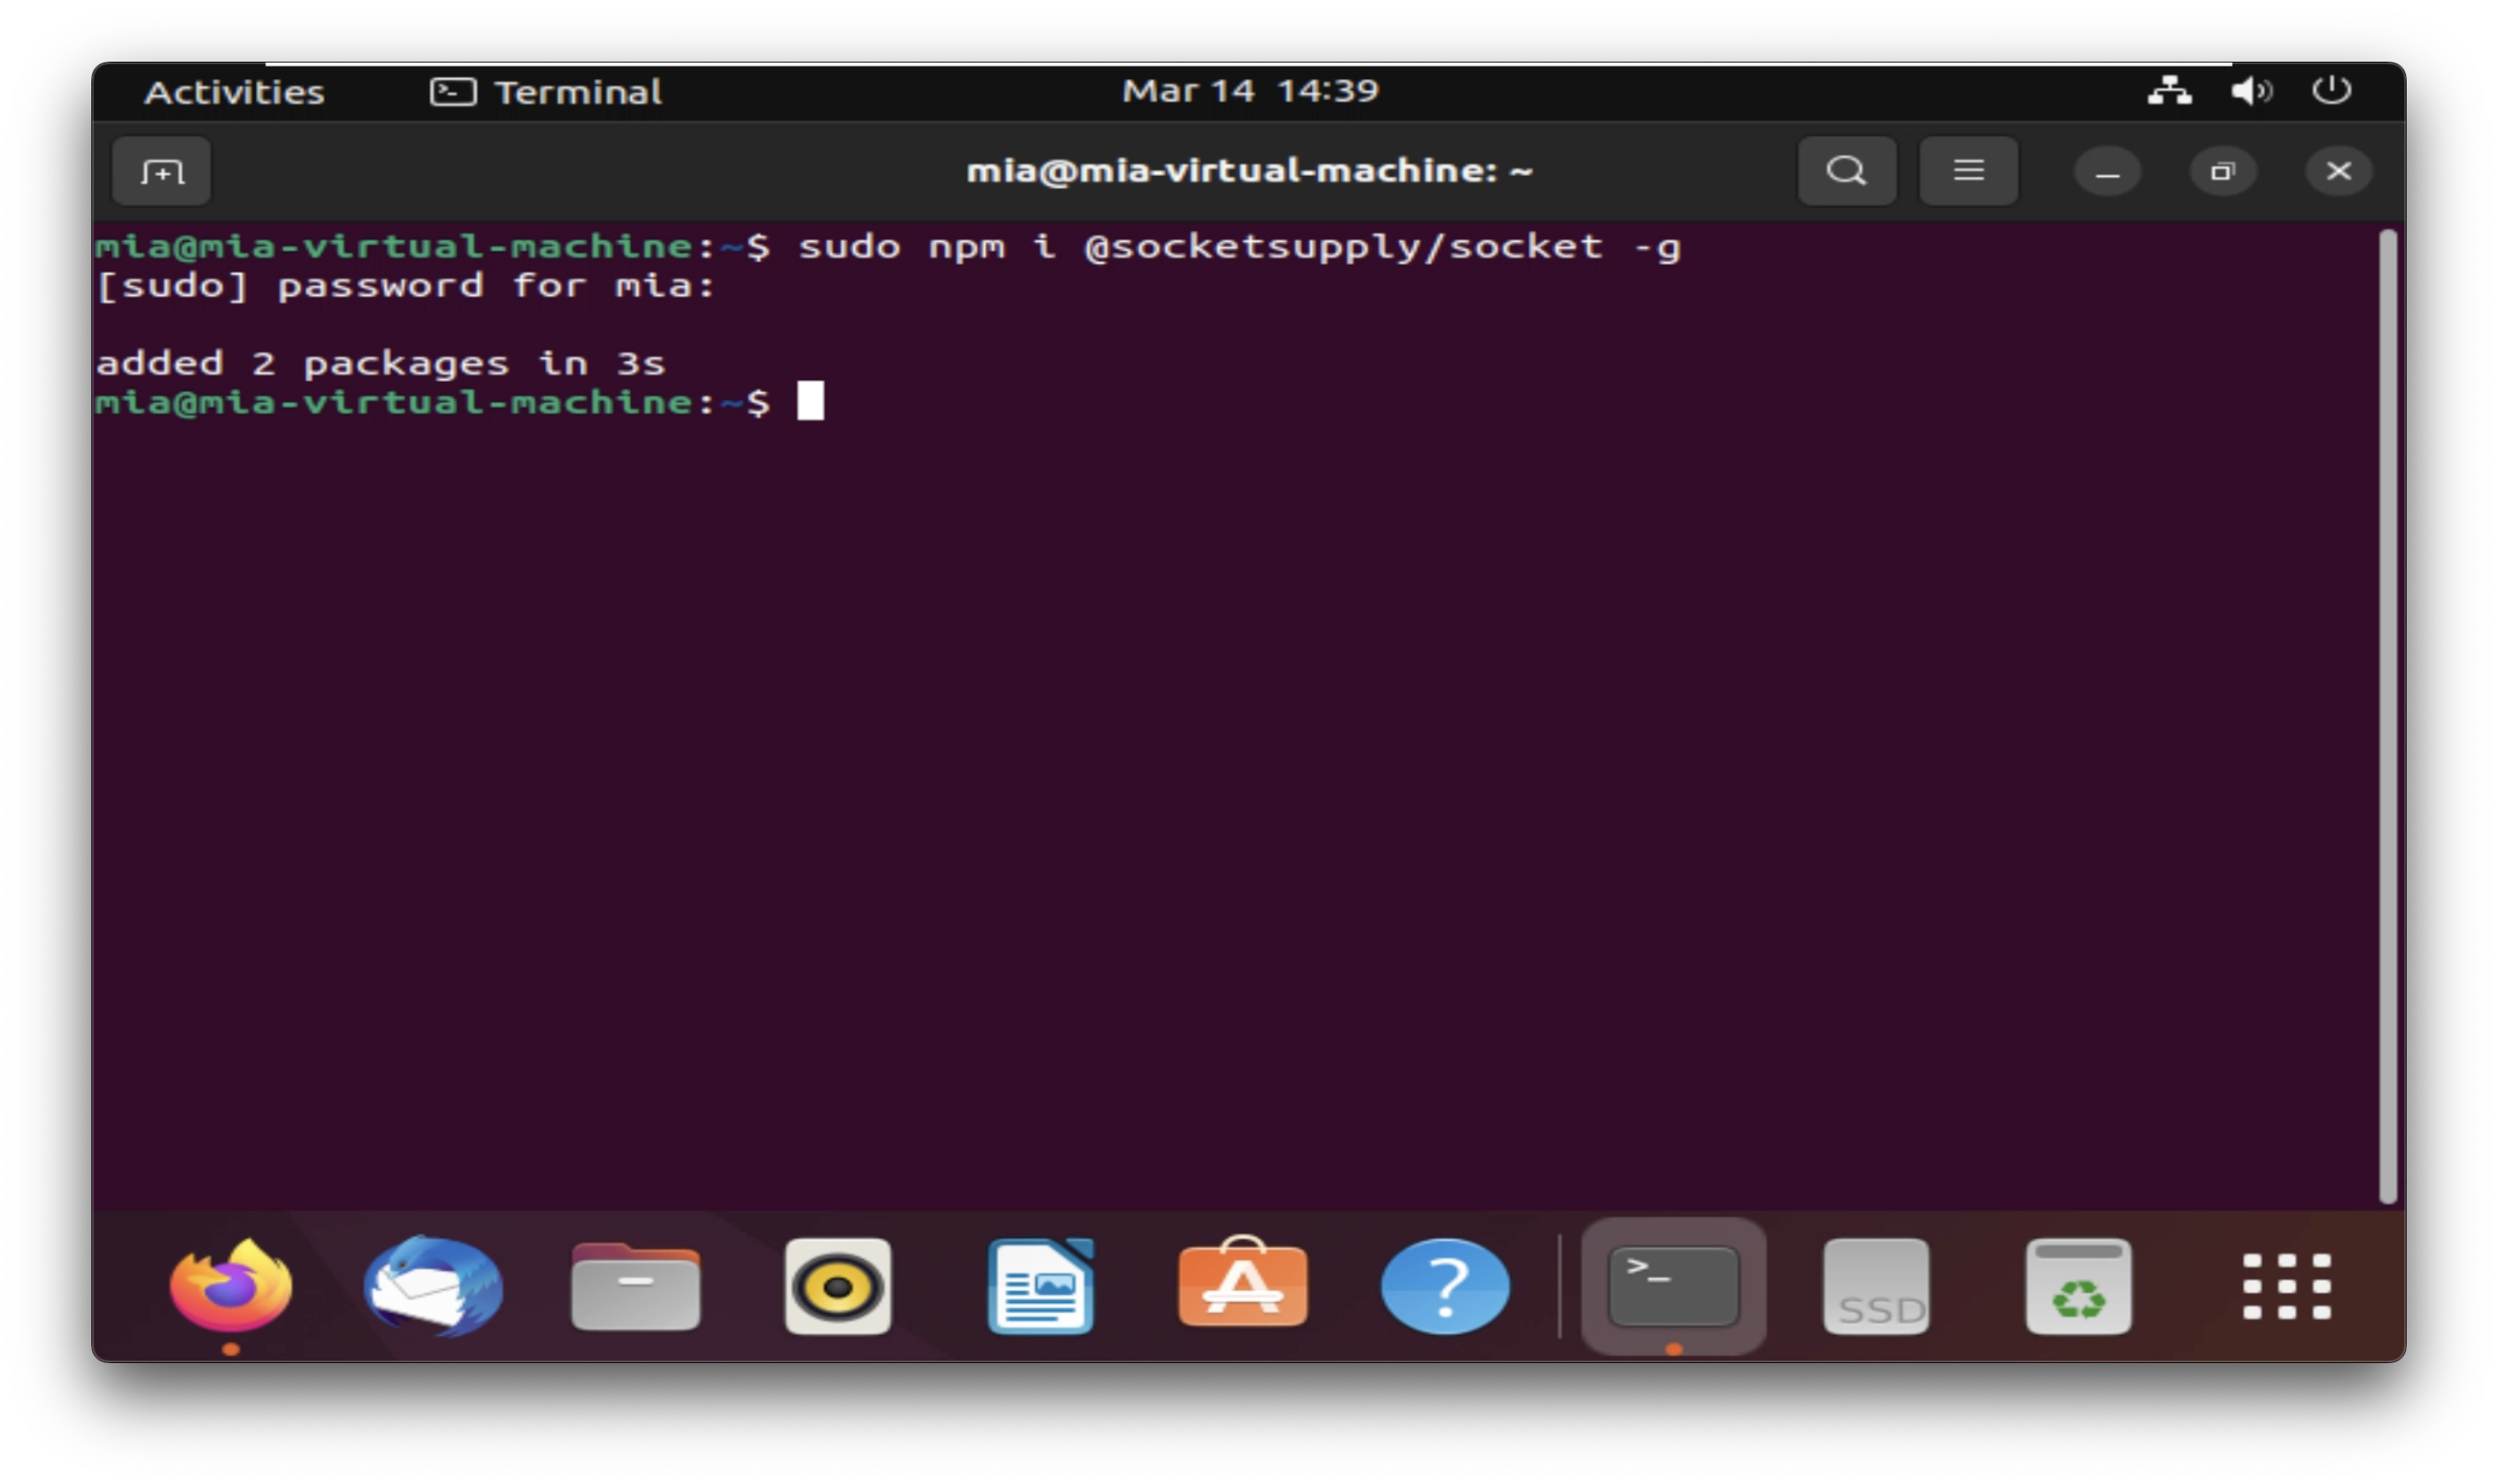 Activities Terminal Mar 14 14:39
mia@mia-virtual-machine: ~
mia@mia-virtual-machine:~$ sudo npm i @socketsupply/socket -g
[sudo] password for mia:
added 2 packages in 3s
mia@mia-virtual-machine:~$
SSD